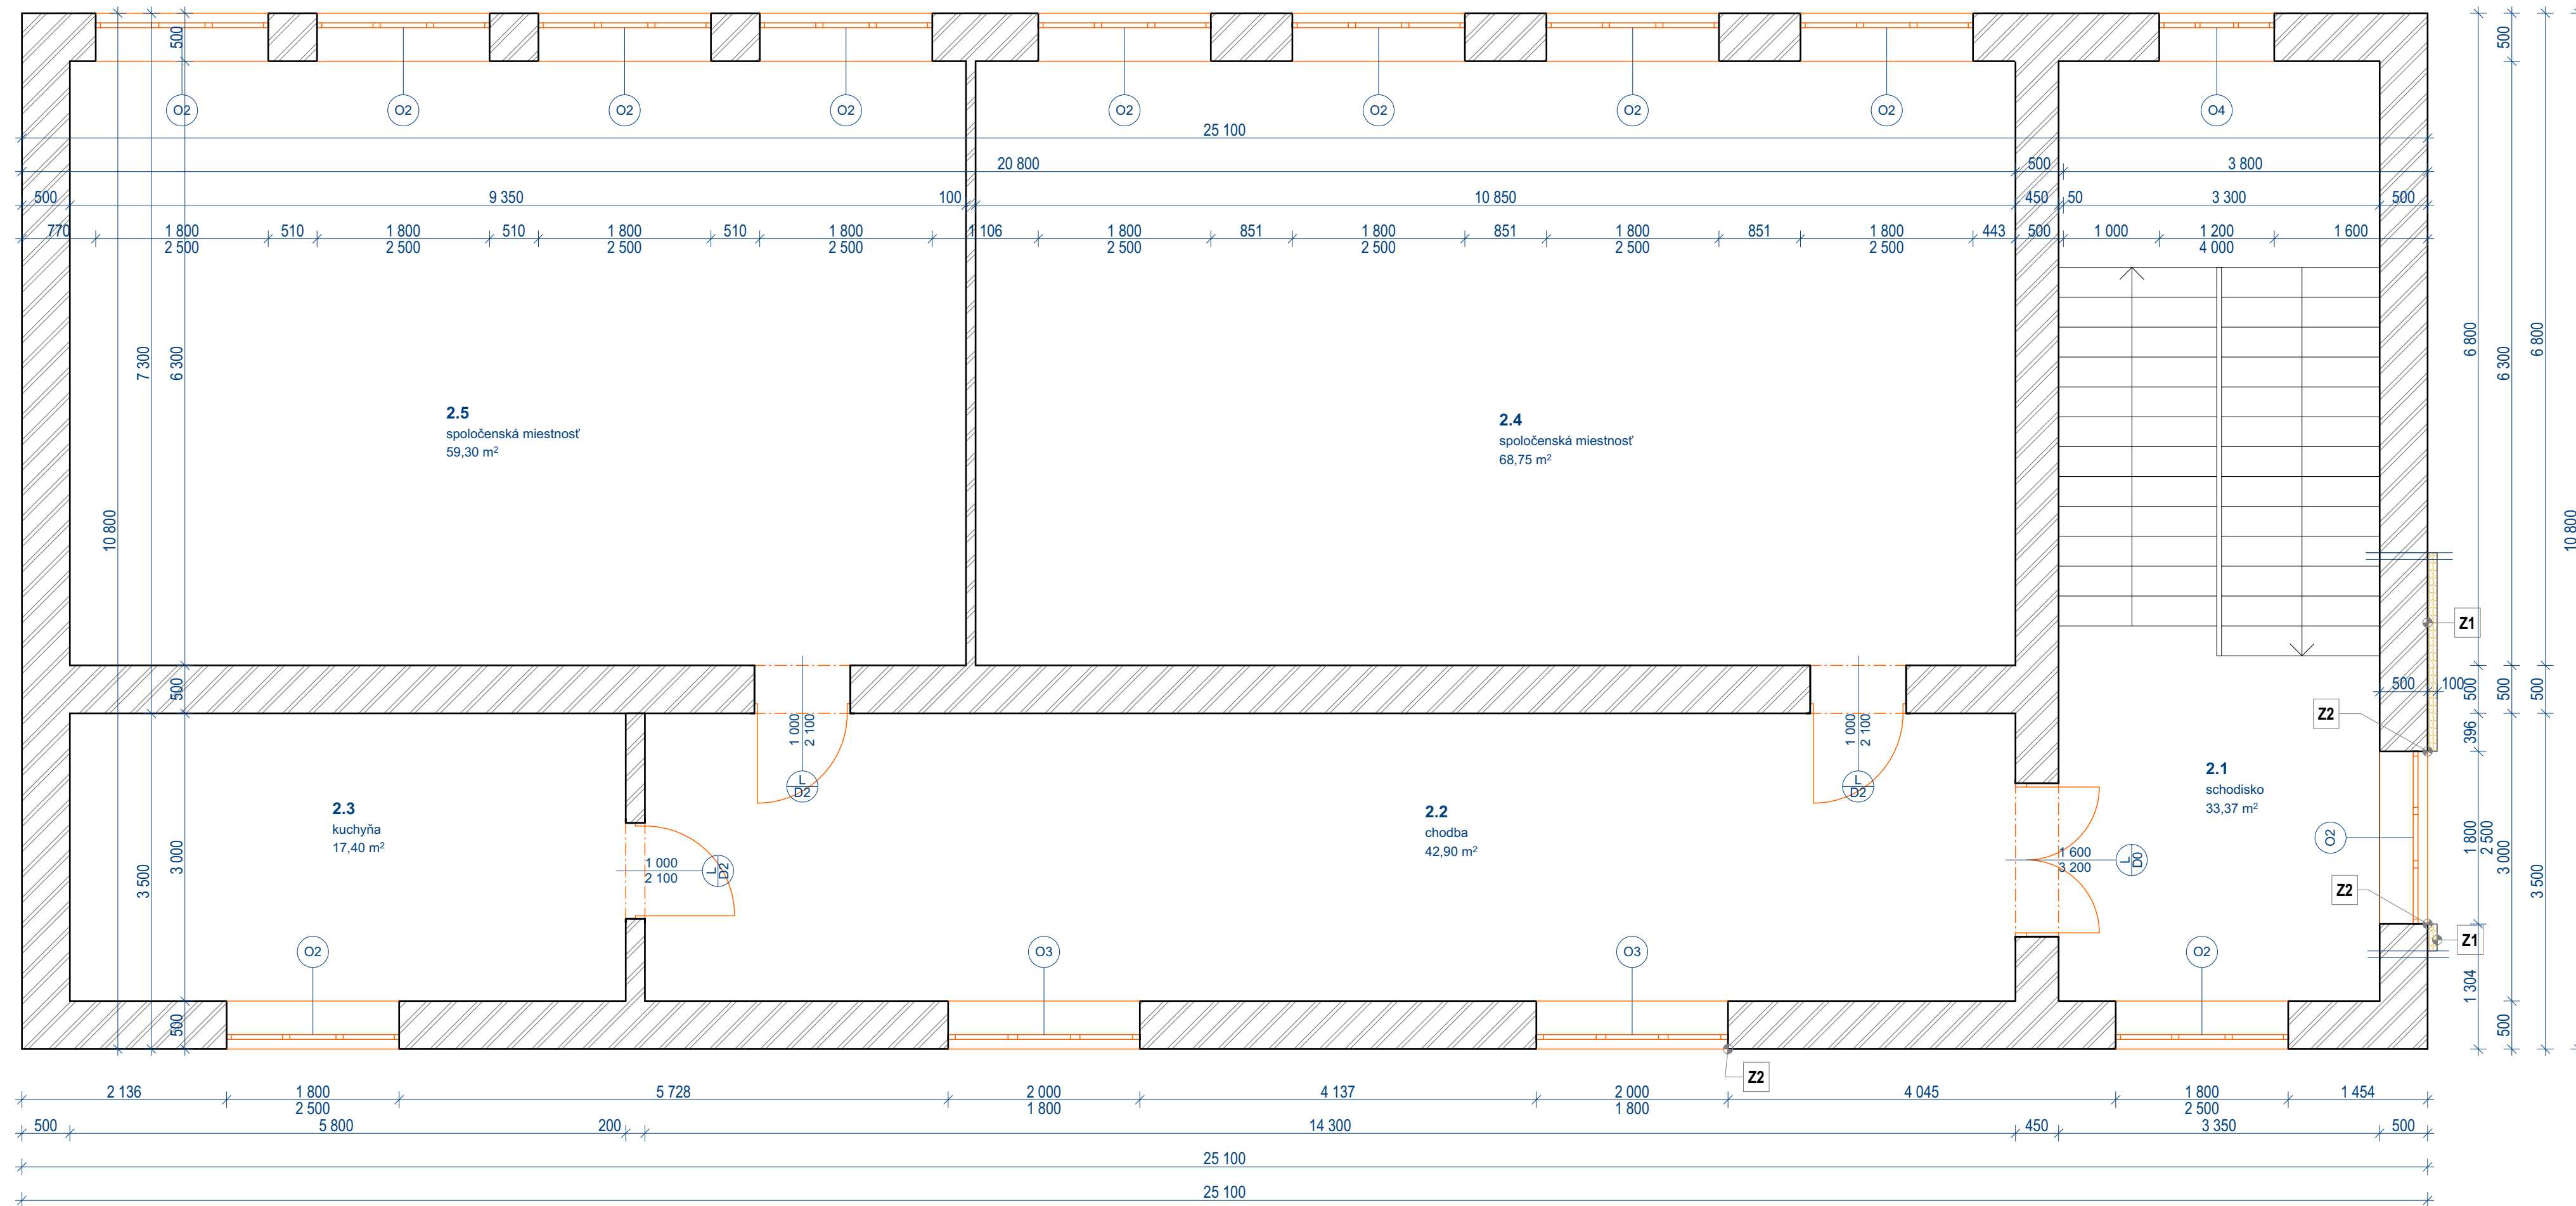 500
500
O2
O2
O2
O2
O2
O2
O2
O2
O4
25 100
20 800
500
3 800
500
9 350
100
10 850
450
50
3 300
500
770
1 800
510
1 800
510
1 800
510
1 800
1 106
1 800
851
1 800
851
1 800
851
1 800
443
500
1 000
1 200
1 600
2 500
2 500
2 500
2 500
2 500
2 500
2 500
2 500
4 000
7 300
6 300
6 800
6 300
6 800
2.5
spoločenská miestnosť
59,30 m²
2.4
spoločenská miestnosť
68,75 m²
10 800
10 800
Z1
500
500
100
500
500
500
Z2
396
1 000
2 100
L
D2
1 000
2 100
L
D2
2.1
schodisko
33,37 m²
2.3
kuchyňa
17,40 m²
2.2
chodba
42,90 m²
O2
1 800
2 500
3 000
3 500
3 500
3 000
1 000
2 100
L
D2
1 600
3 200
L
D0
Z2
O2
O3
O3
O2
Z1
1 304
500
500
Z2
2 136
1 800
5 728
2 000
4 137
2 000
4 045
1 800
1 454
2 500
1 800
1 800
2 500
500
5 800
200
14 300
450
3 350
500
25 100
25 100